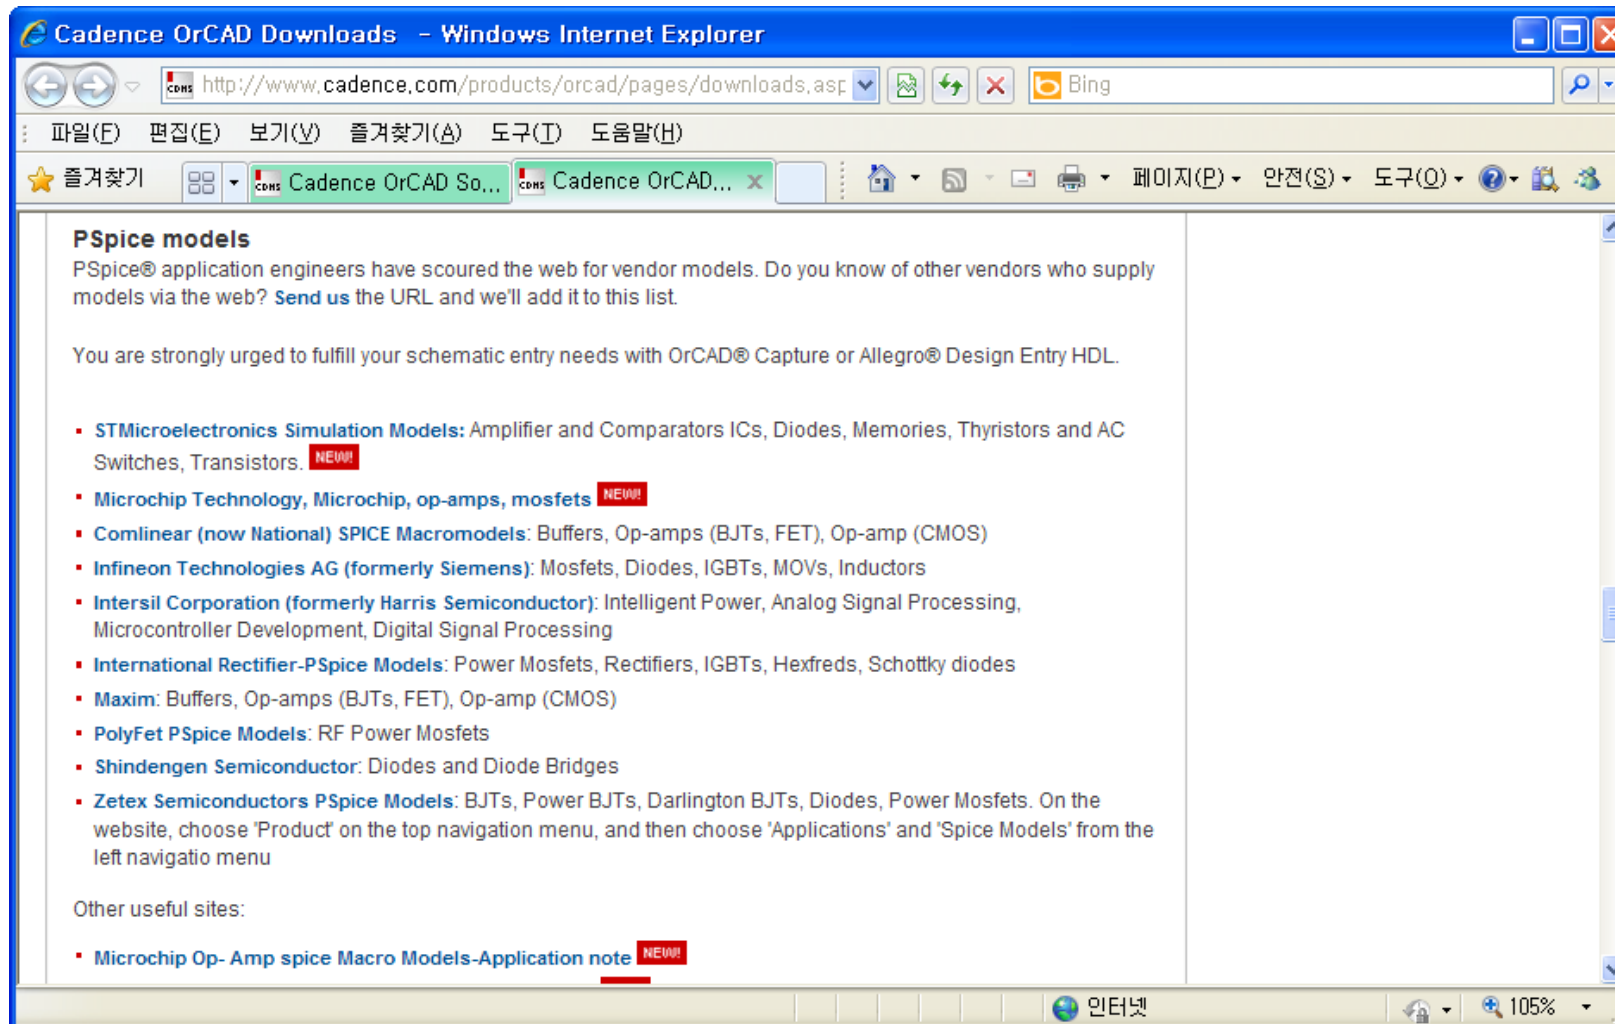 Cadence OrCAD Downloads - Windows Internet Explorer
http://www.cadence.com/products/orcad/pages/downloads.asp
Bing
파일(F) 편집(E) 보기(V) 즐겨찾기(A) 도구(T) 도움말(H)
즐겨찾기 CDNS Cadence OrCAD So... CDNS Cadence OrCAD... 페이지(P) 안전(S) 도구(O)
PSpice models
PSpice® application engineers have scoured the web for vendor models. Do you know of other vendors who supply
models via the web? Send us the URL and we'll add it to this list.
You are strongly urged to fulfill your schematic entry needs with OrCAD® Capture or Allegro® Design Entry HDL.
STMicroelectronics Simulation Models: Amplifier and Comparators ICs, Diodes, Memories, Thyristors and AC
Switches, Transistors. NEW!
Microchip Technology, Microchip, op-amps, mosfets NEW!
Comlinear (now National) SPICE Macromodels: Buffers, Op-amps (BJTs, FET), Op-amp (CMOS)
Infineon Technologies AG (formerly Siemens): Mosfets, Diodes, IGBTs, MOVs, Inductors
Intersil Corporation (formerly Harris Semiconductor): Intelligent Power, Analog Signal Processing,
Microcontroller Development, Digital Signal Processing
International Rectifier-PSpice Models: Power Mosfets, Rectifiers, IGBTs, Hexfreds, Schottky diodes
Maxim: Buffers, Op-amps (BJTs, FET), Op-amp (CMOS)
PolyFet PSpice Models: RF Power Mosfets
Shindengen Semiconductor: Diodes and Diode Bridges
Zetex Semiconductors PSpice Models: BJTs, Power BJTs, Darlington BJTs, Diodes, Power Mosfets. On the
website, choose 'Product' on the top navigation menu, and then choose 'Applications' and 'Spice Models' from the
left navigatio menu
Other useful sites:
Microchip Op- Amp spice Macro Models-Application note NEW!
인터넷 105%